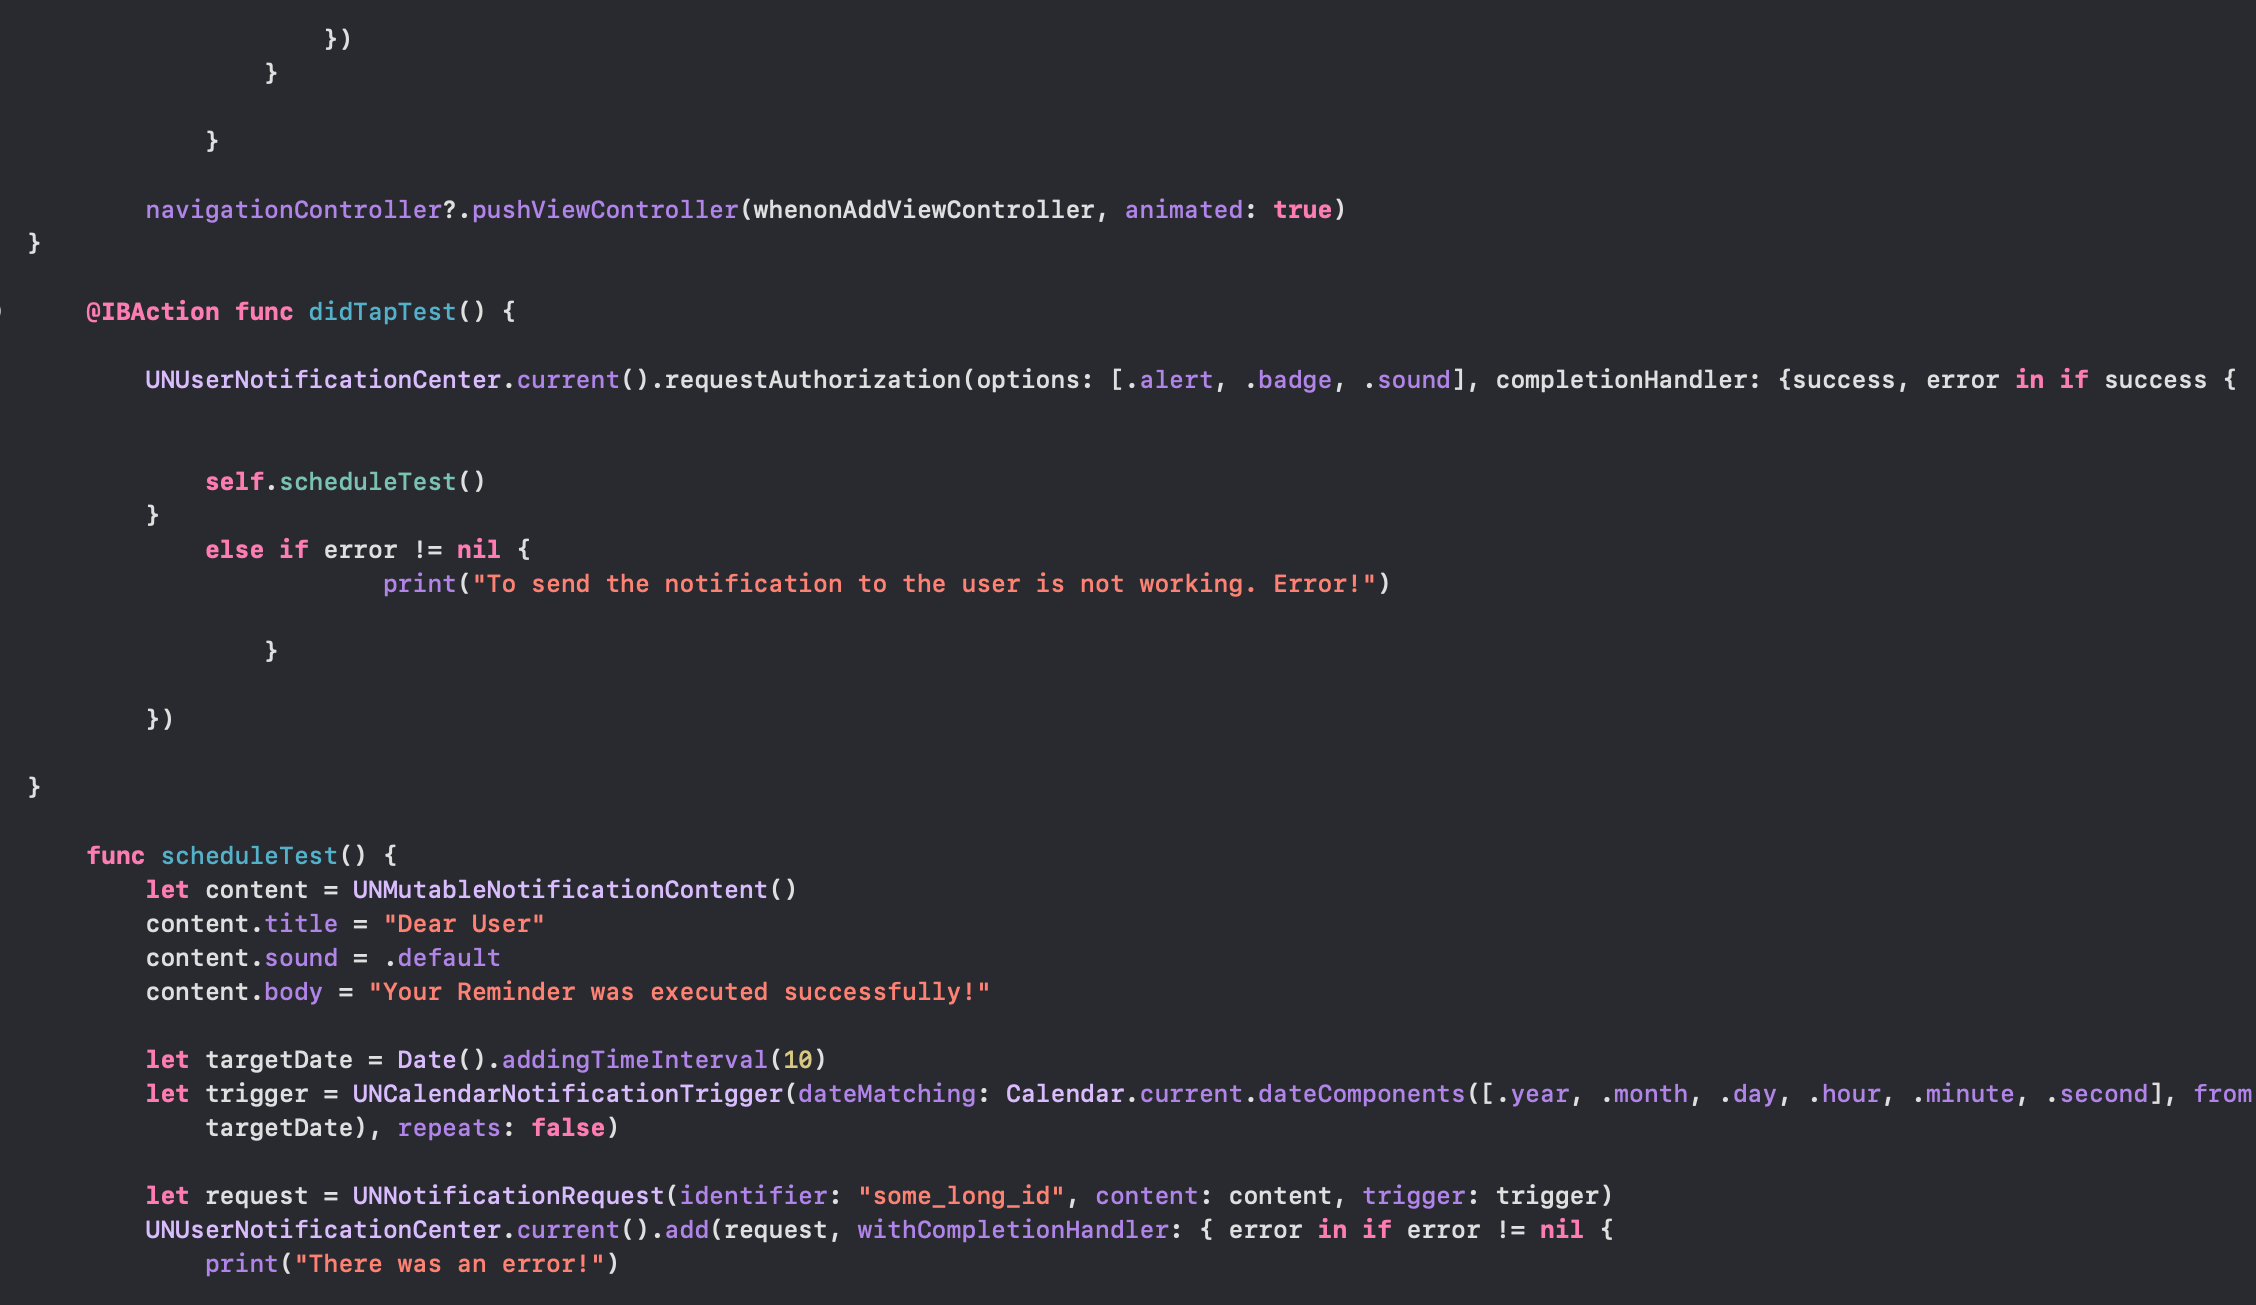 })
}
}
navigationController?.pushViewController(whenonAddViewController, animated: true)
}
@IBAction func didTapTest() {
UNUserNotificationCenter.current().requestAuthorization(options: [.alert, .badge, .sound], completionHandler: {success, error in if success {
self.scheduleTest()
}
else if error != nil {
print("To send the notification to the user is not working. Error!")
}
})
}
func scheduleTest() {
let content = UNMutableNotificationContent()
content.title = "Dear User"
content.sound = .default
content.body = "Your Reminder was executed successfully!"
let targetDate = Date().addingTimeInterval(10)
let trigger = UNCalendarNotificationTrigger(dateMatching: Calendar.current.dateComponents([.year, .month, .day, .hour, .minute, .second], from
targetDate), repeats: false)
let request = UNNotificationRequest(identifier: "some_long_id", content: content, trigger: trigger)
UNUserNotificationCenter.current().add(request, withCompletionHandler: { error in if error != nil {
print("There was an error!")